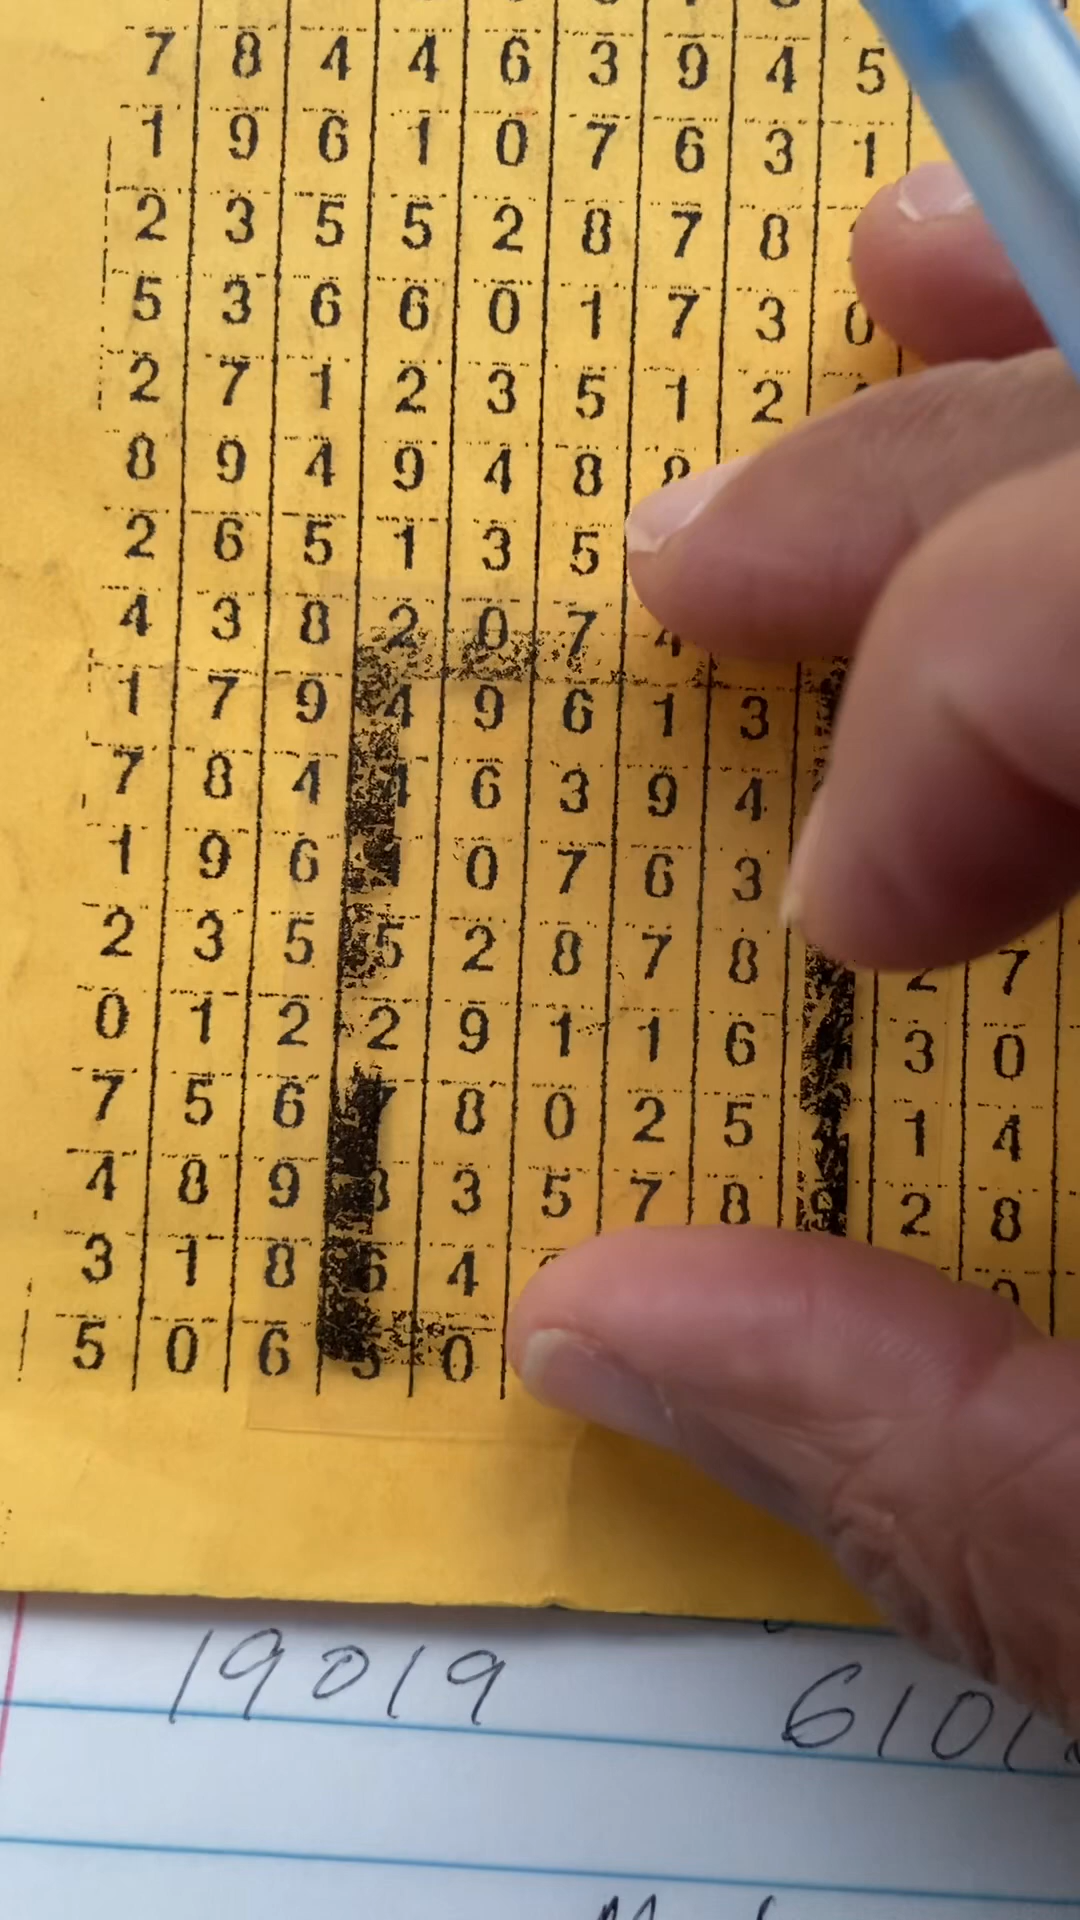 7 8 4 4 6 3 9 4 5
1 9 6 1 0 7 6 3 1
2 3 5 5 2 8 7 8
5 3 6 6 0 1 7 3 0
2 7 1 2 3 5 1 2
8 9 4 9 4 8
2 6 5 1 3 5
4 3 8 2 0 7 4
1 7 9 4 9 6 1 3
7 8 4 4 6 3 9 4
1 9 6 0 7 6 3
2 3 5 5 2 8 7 8 2 7
0 1 2 2 9 1 1 6 3 0
7 5 6 7 8 0 2 5 1 4
4 8 9 3 3 5 7 8 9 2 8
3 1 8 6 4
5 0 6 0
19019 6101